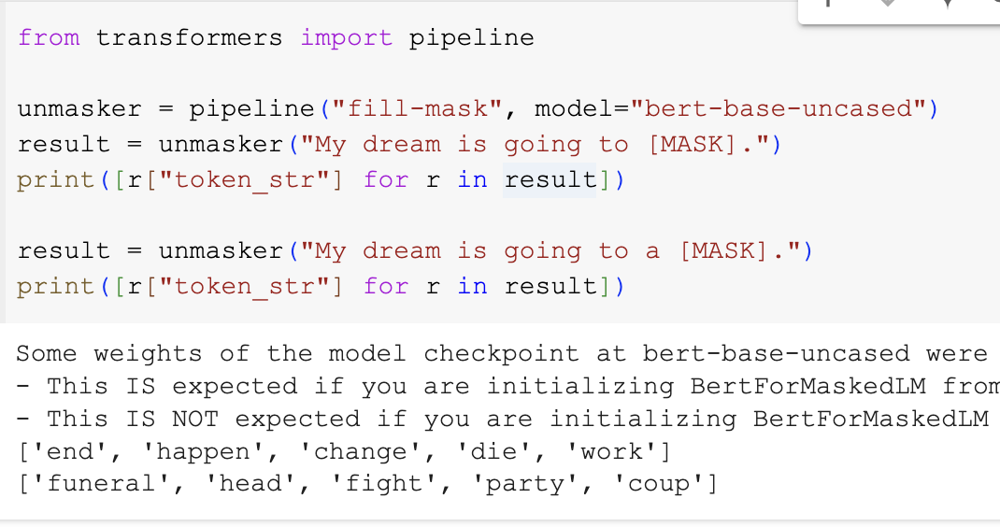 from transformers import pipeline
unmasker = pipeline("fill-mask", model="bert-base-uncased")
result = unmasker("My dream is going to [MASK].")
print([r["token_str"] for r in result])
result = unmasker("My dream is going to a [MASK].")
print([r["token_str"] for r in result])
Some weights of the model checkpoint at bert-base-uncased were
- This IS expected if you are initializing BertForMaskedLM from
- This IS NOT expected if you are initializing BertForMaskedLM
['end', 'happen', 'change', 'die', 'work']
['funeral', 'head', 'fight', 'party', 'coup']